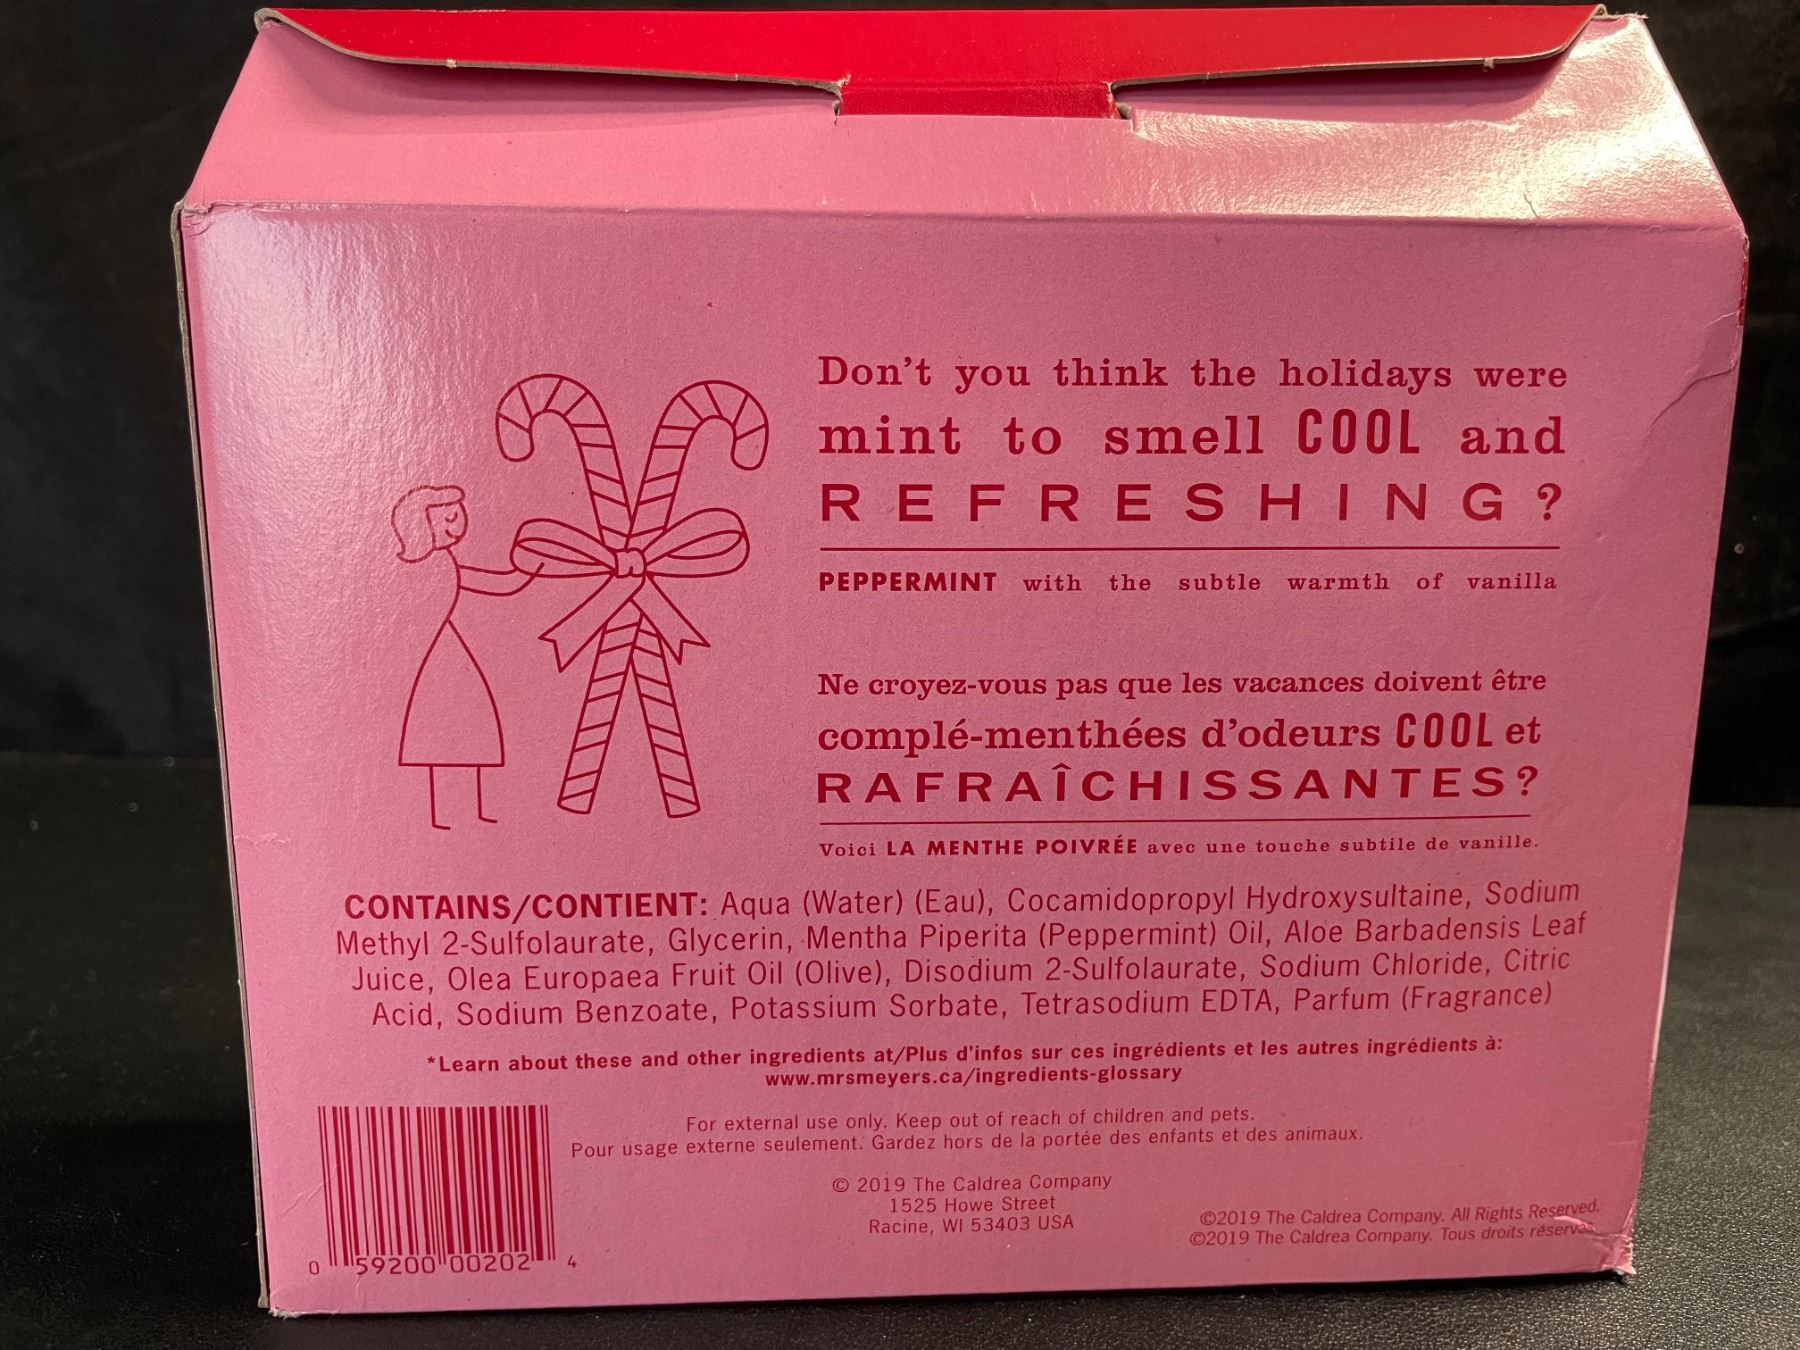 Don't you think the holidays were
mint to smell COOL and
REFRESHING?
PEPPERMINT with the subtle warmth of vanilla
Ne croyez-vous pas que les vacances doivent être
complé-menthées d'odeurs COOL et
RAFRAÎCHISSANTES?
Voici LA MENTHE POIVRÉE avec une touche subtile de vanille.
CONTAINS/CONTIENT: Aqua (Water) (Eau), Cocamidopropyl Hydroxysultaine, Sodium
Methyl 2-Sulfolaurate, Glycerin, Mentha Piperita (Peppermint) Oil, Aloe Barbadensis Leaf
Juice, Olea Europaea Fruit Oil (Olive), Disodium 2-Sulfolaurate, Sodium Chloride, Citric
Acid, Sodium Benzoate, Potassium Sorbate, Tetrasodium EDTA, Parfum (Fragrance)
*Learn about these and other ingredients at/Plus d'infos sur ces ingrédients et les autres ingrédients à:
www.mrsmeyers.ca/ingredients-glossary
For external use only. Keep out of reach of children and pets.
Pour usage externe seulement. Gardez hors de la portée des enfants et des animaux.
© 2019 The Caldrea Company
1525 Howe Street
Racine, WI 53403 USA
©2019 The Caldrea Company. All Rights Reserved.
©2019 The Caldrea Company. Tous droits réservés.
0 59200 00202 4